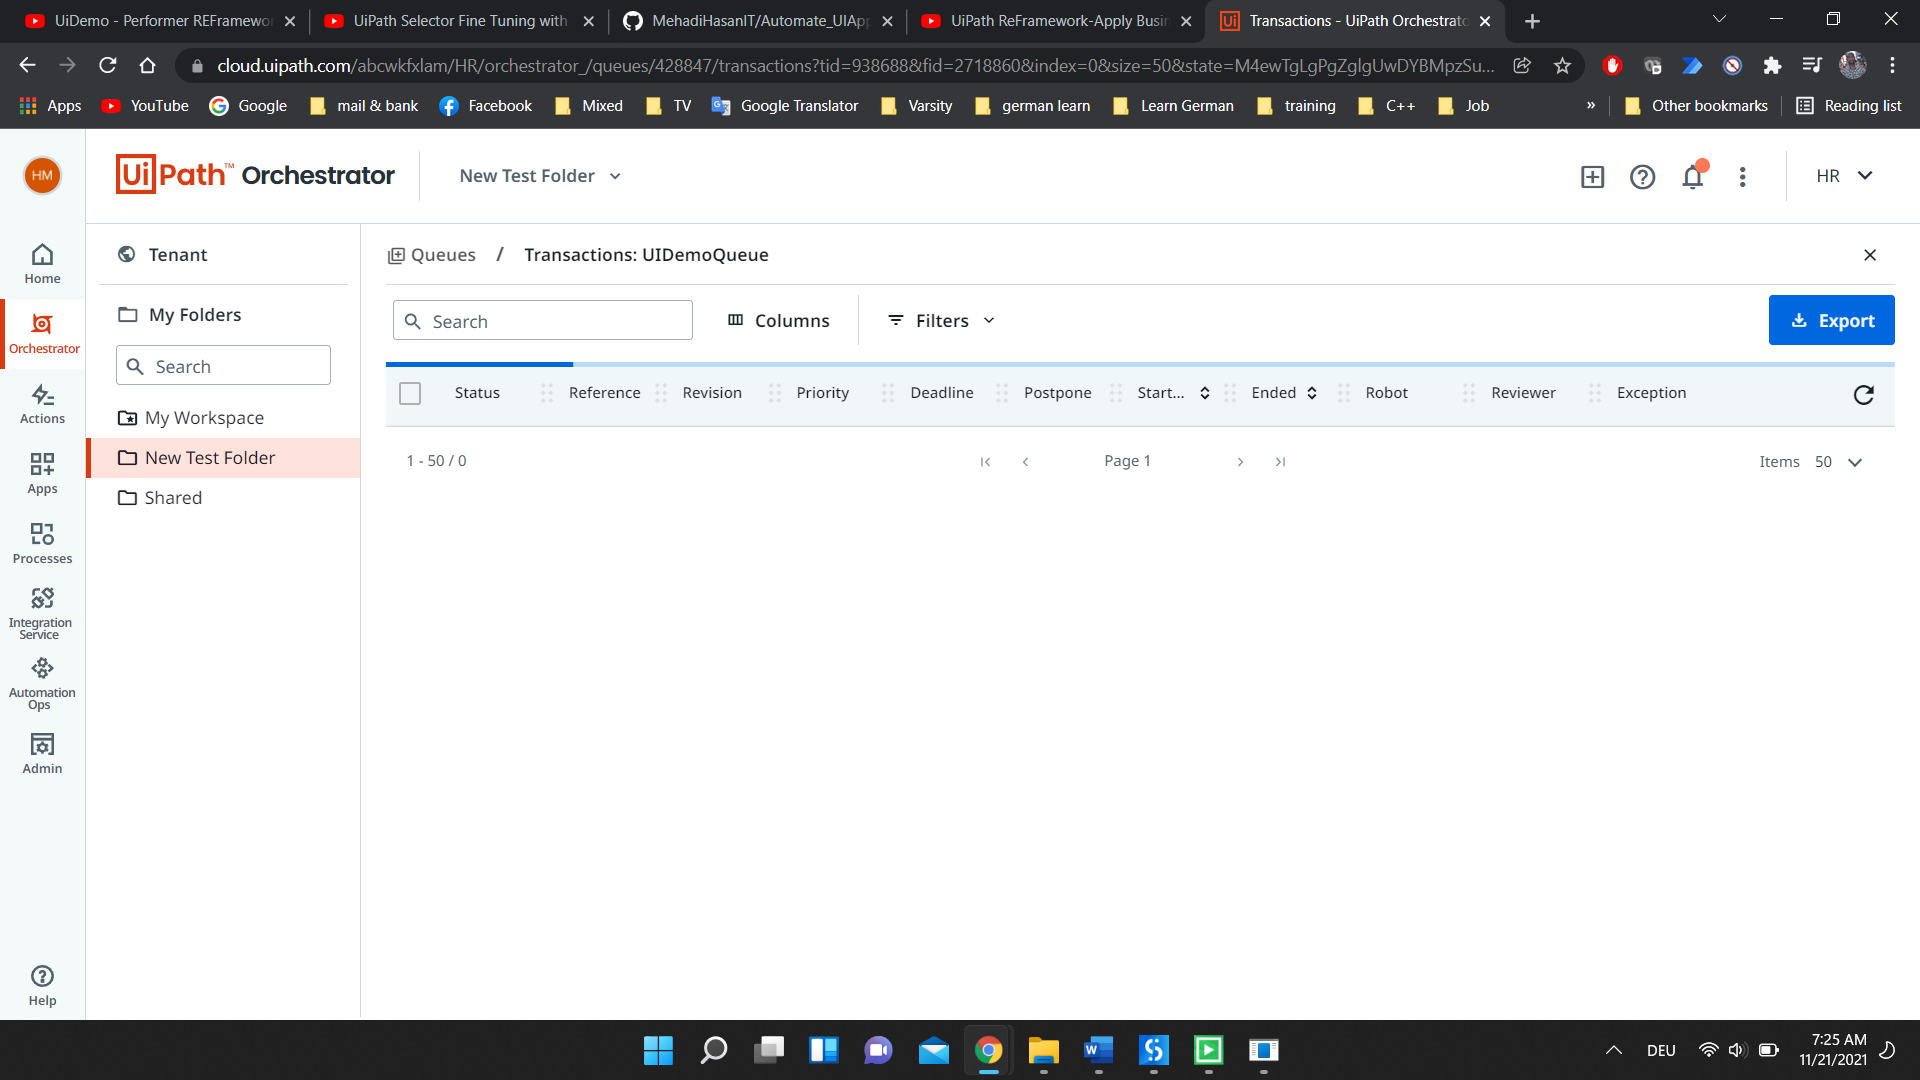 UiDemo - Performer REFramewor
UiPath Selector Fine Tuning with
MehadiHasanIT/Automate_UIApp
UiPath ReFramework-Apply Busin
Transactions - UiPath Orchestrato
cloud.uipath.com/abcwkfxlam/HR/orchestrator_/queues/428847/transactions?tid=938688&fid=2718860&index=0&size=50&state=M4ewTgLgPgZglgUwDYBMpzSu...
Apps YouTube Google mail & bank Facebook Mixed TV Google Translator Varsity german learn Learn German training C++ Job » Other bookmarks Reading list
HM
UiPath™ Orchestrator
New Test Folder
HR
Home
Orchestrator
Actions
Apps
Processes
Integration
Service
Automation
Ops
Admin
Help
Tenant
My Folders
Search
My Workspace
New Test Folder
Shared
Queues / Transactions: UIDemoQueue
Search
Columns
Filters
Export
Status Reference Revision Priority Deadline Postpone Start... Ended Robot Reviewer Exception
1 - 50 / 0
Page 1
Items 50
DEU
7:25 AM
11/21/2021